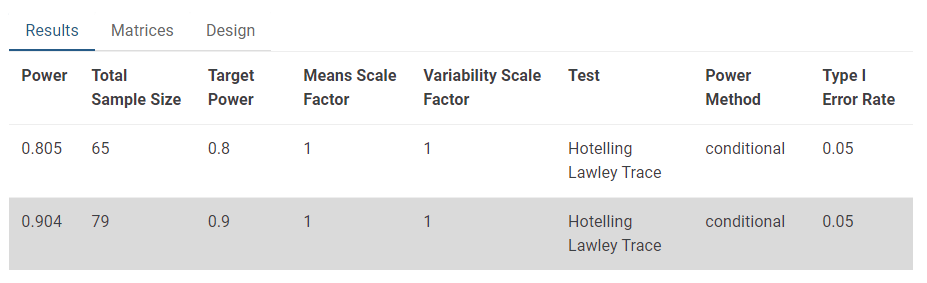 Results Matrices Design
Power Total Target Means Scale Variability Scale Test Power Type I
Sample Size Power Factor Factor Method Error Rate
0.805 65 0.8 1 1 Hotelling conditional 0.05
Lawley Trace
0.904 79 0.9 1 1 Hotelling conditional 0.05
Lawley Trace